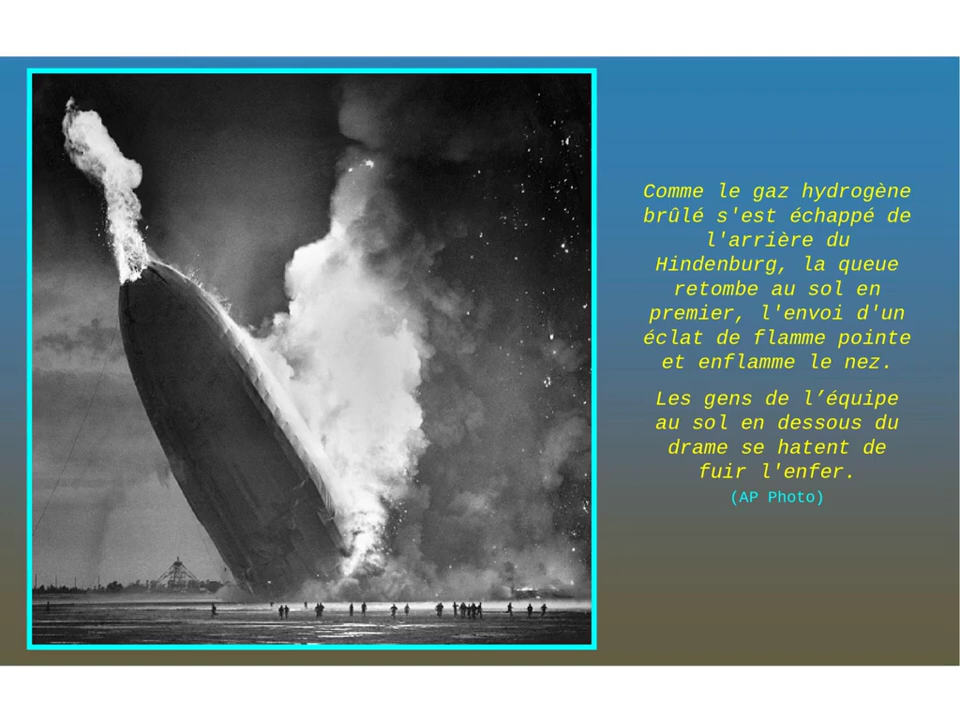 Comme le gaz hydrogène
brûlé s'est échappé de
l'arrière du
Hindenburg, la queue
retombe au sol en
premier, l'envoi d'un
éclat de flamme pointe
et enflamme le nez.
Les gens de l’équipe
au sol en dessous du
drame se hatent de
fuir l'enfer.
(AP Photo)